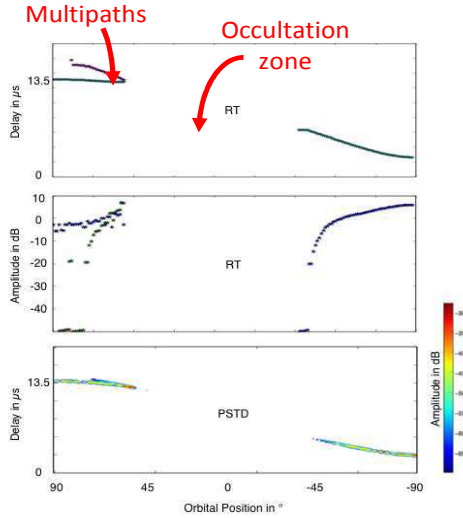 Multipaths
Occultation
zone
Delay in µs
13.5
0
RT
Amplitude in dB
10
0
-10
-20
-30
-40
RT
Delay in µs
13.5
0
PSTD
90
45
0
-45
-90
Orbital Position in °
Amplitude in dB